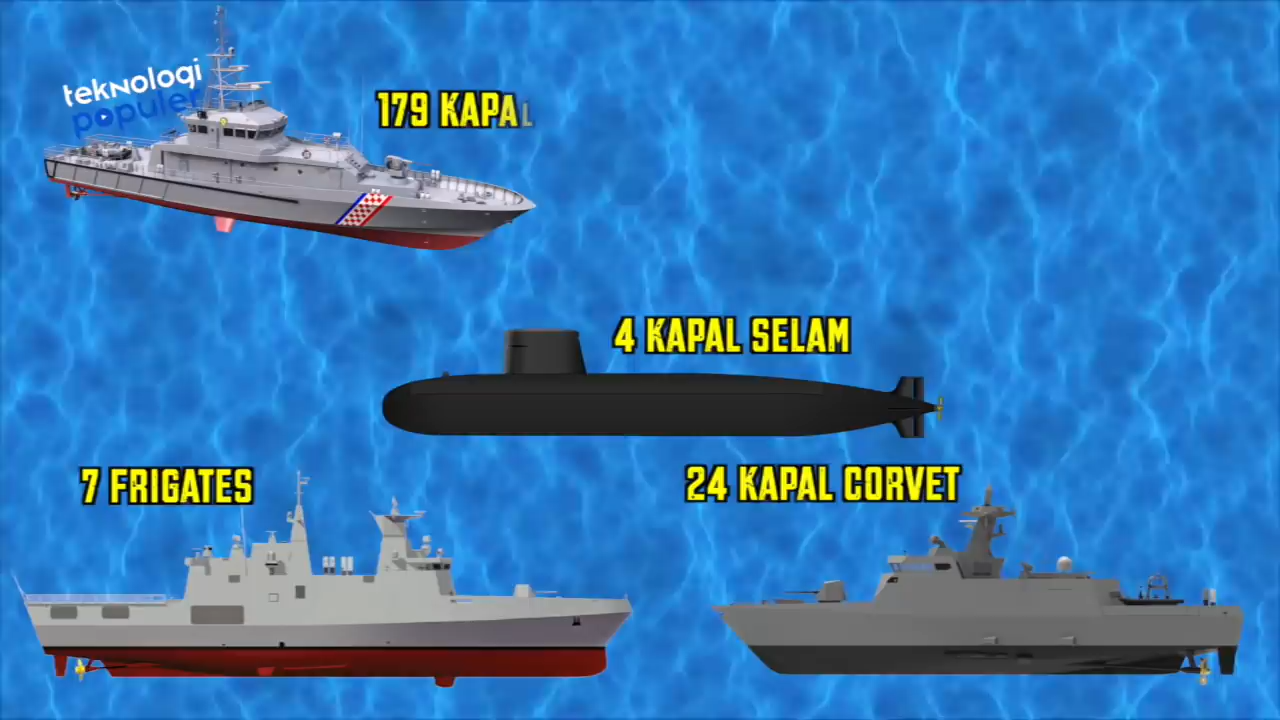 teknologi
populer
179 KAPAL
4 KAPAL SELAM
7 FRIGATES
24 KAPAL CORVET